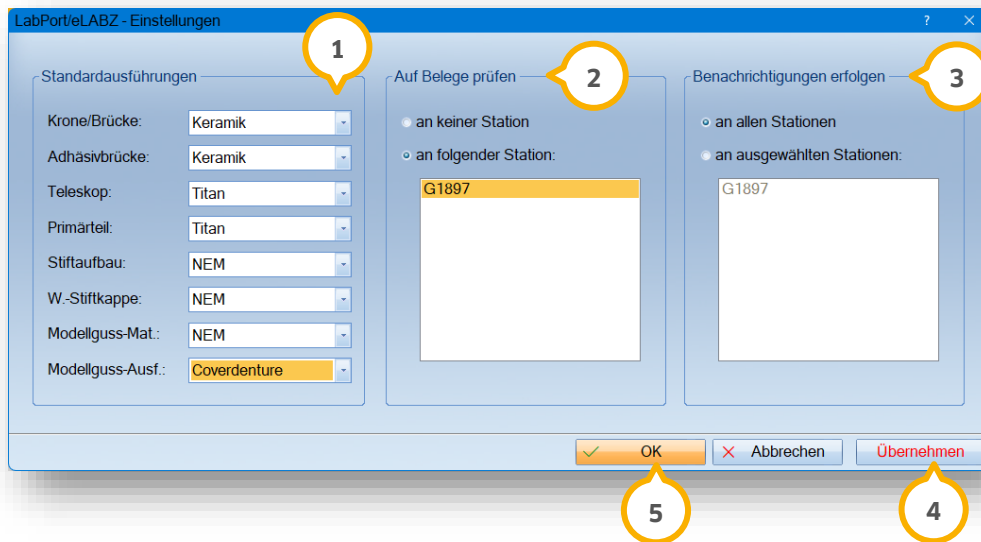 LabPort/eLABZ - Einstellungen ? ×
1
Standardausführungen
Krone/Brücke: Keramik
Adhäsivbrücke: Keramik
Teleskop: Titan
Primärteil: Titan
Stiftaufbau: NEM
W.-Stiftkappe: NEM
Modellguss-Mat.: NEM
Modellguss-Ausf.: Coverdenture
Auf Belege prüfen 2
an keiner Station
an folgender Station:
G1897
Benachrichtigungen erfolgen 3
an allen Stationen
an ausgewählten Stationen:
G1897
OK Abbrechen Übernehmen
5 4